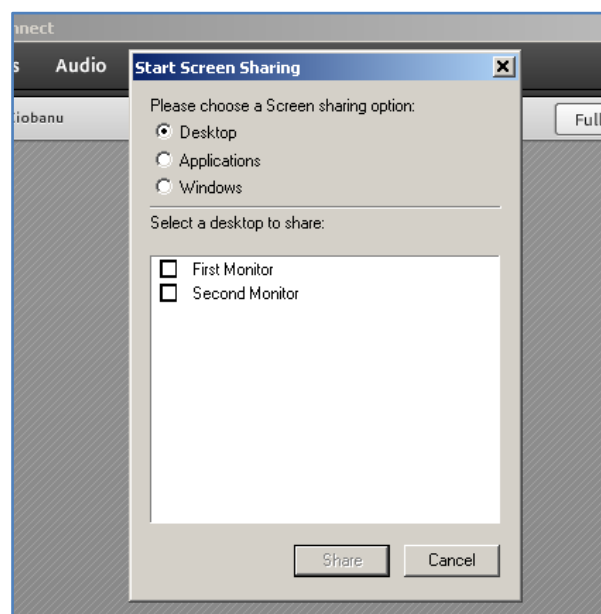 nnect
s Audio
Start Screen Sharing
Please choose a Screen sharing option:
Ciobanu
Full
Desktop
Applications
Windows
Select a desktop to share:
First Monitor
Second Monitor
Share Cancel